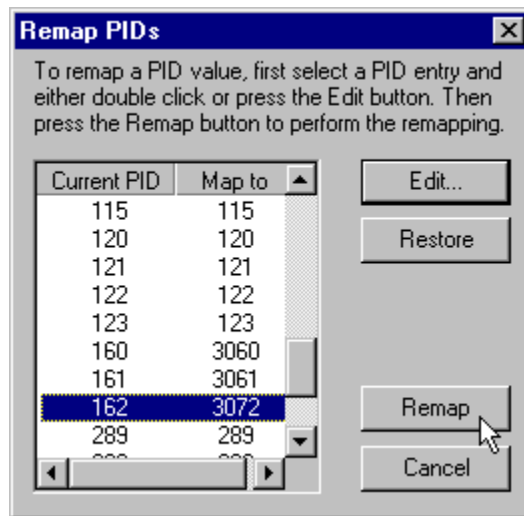 Remap PIDs
To remap a PID value, first select a PID entry and
either double click or press the Edit button. Then
press the Remap button to perform the remapping.
Current PID Map to
115 115
120 120
121 121
122 122
123 123
160 3060
161 3061
162 3072
289 289
Edit...
Restore
Remap
Cancel